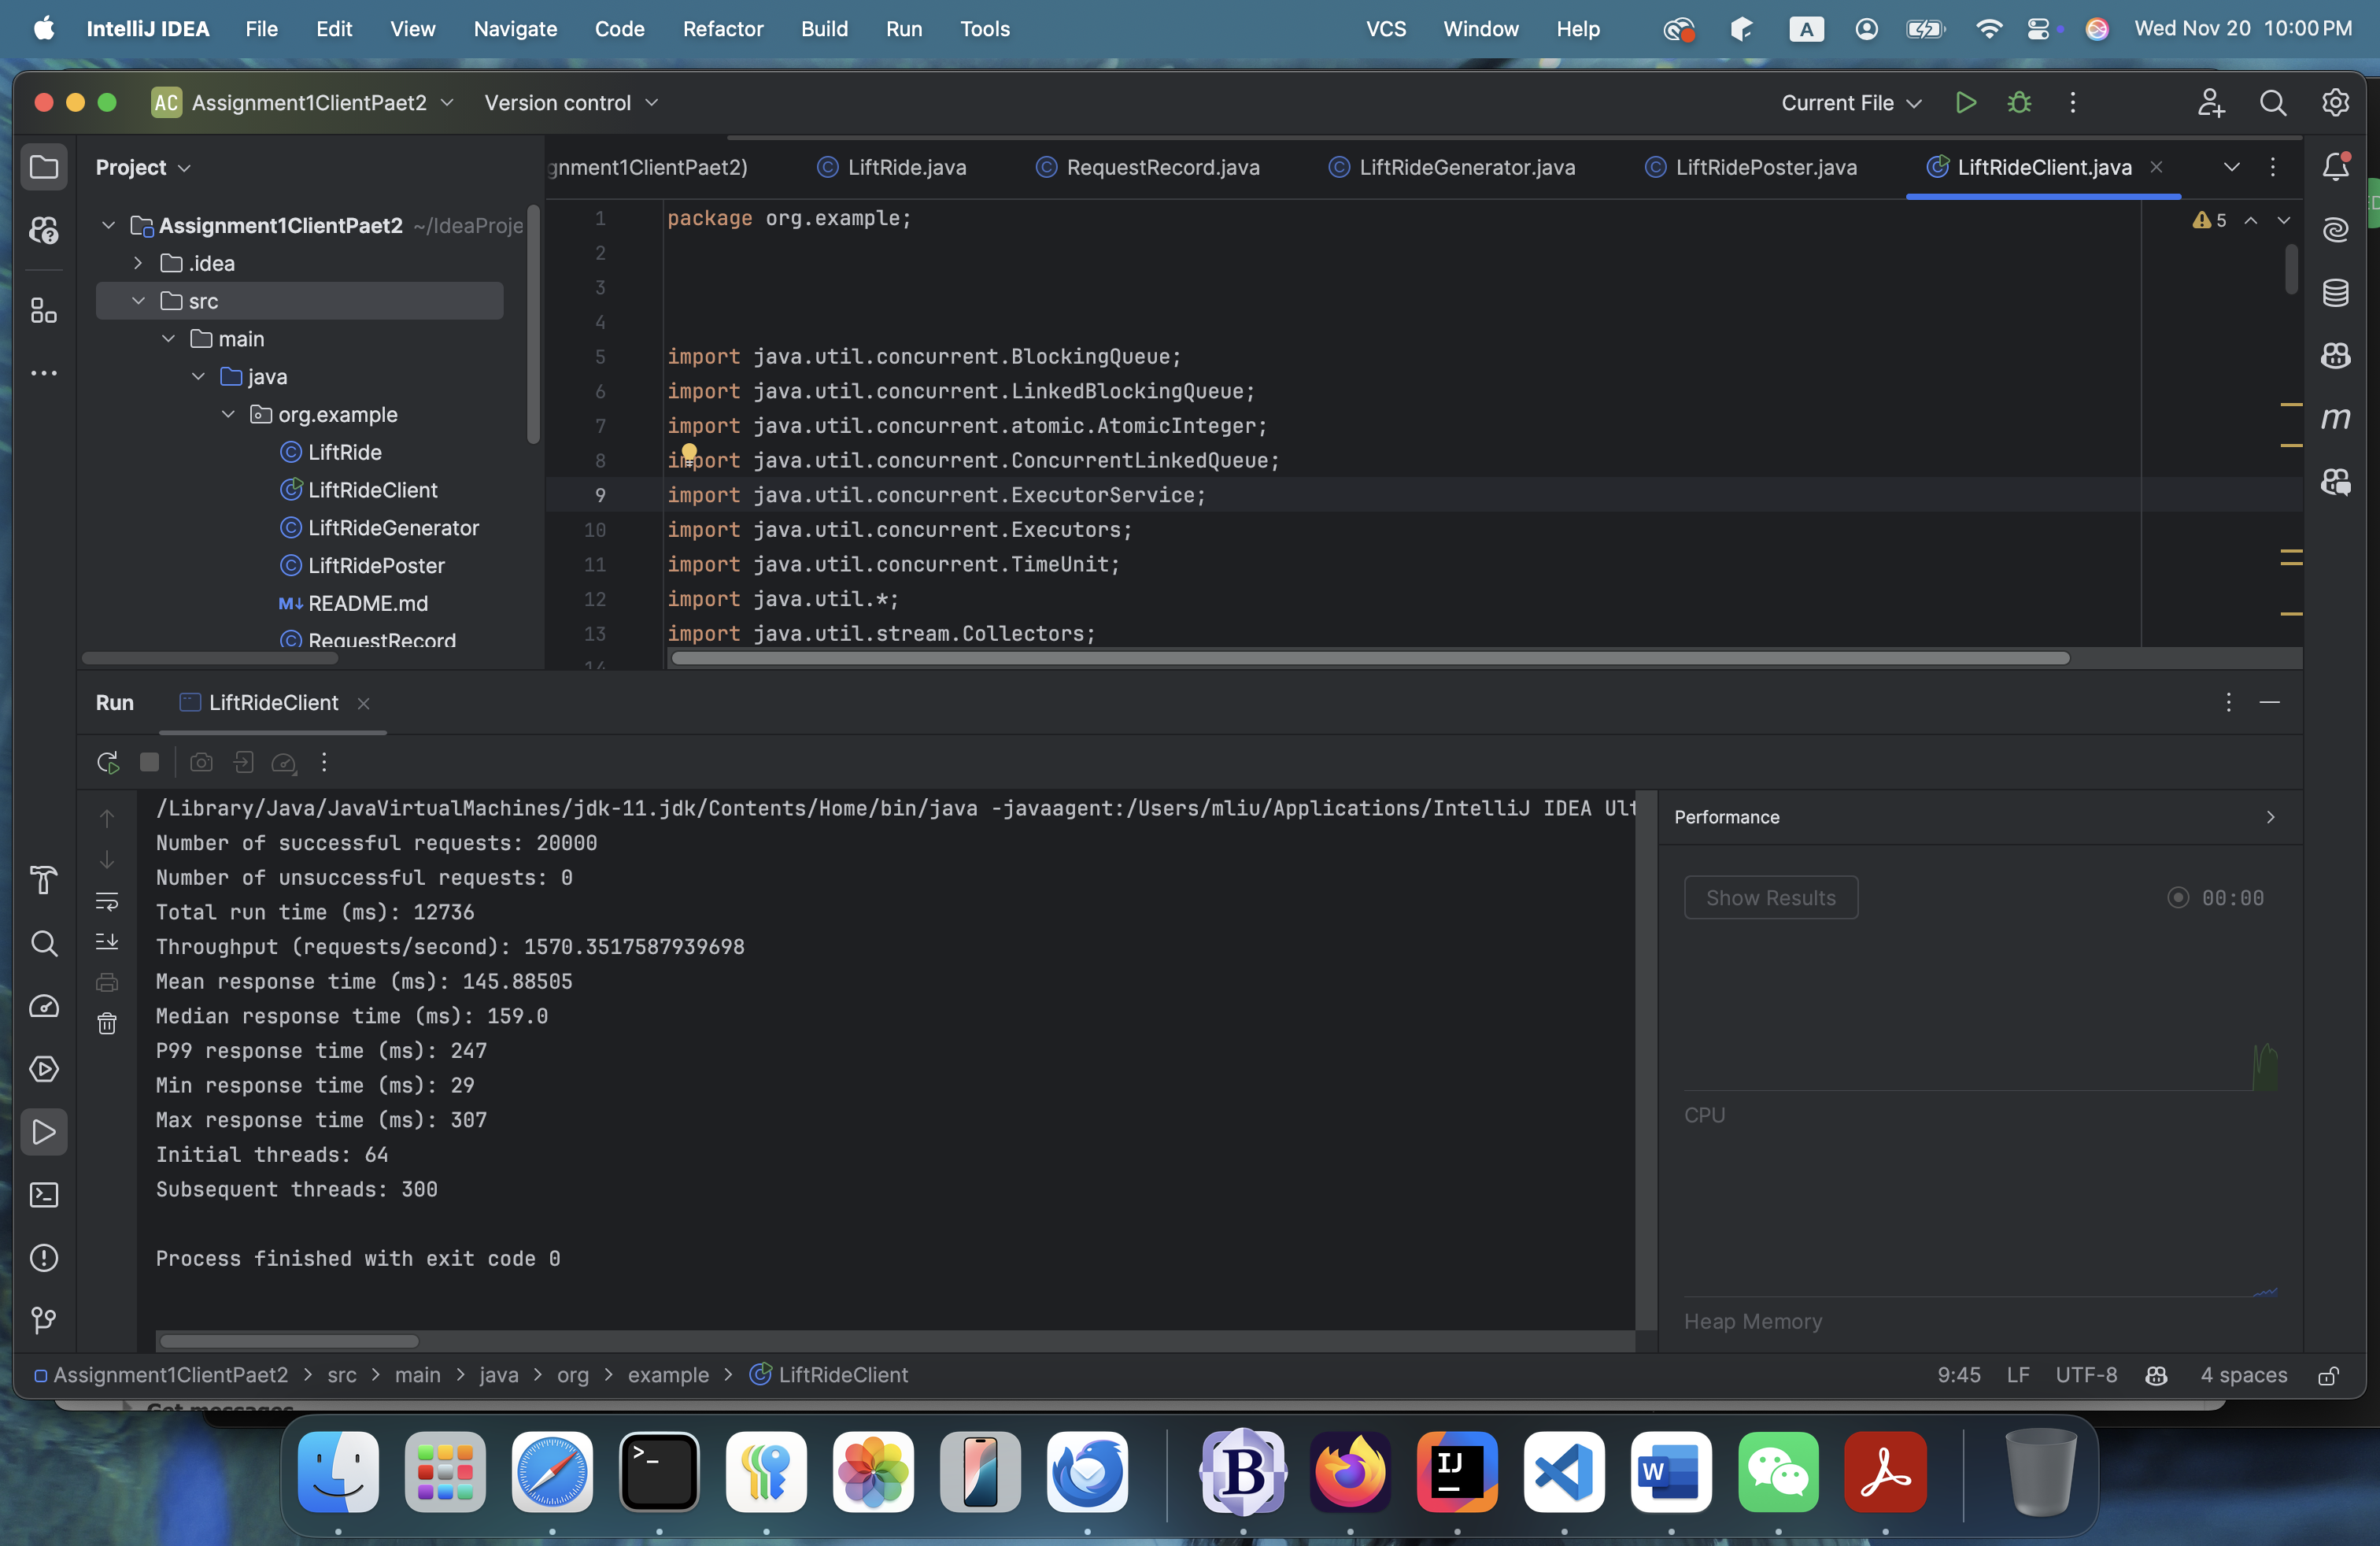 IntelliJ IDEA File Edit View Navigate Code Refactor Build Run Tools VCS Window Help A Wed Nov 20 10:00 PM
AC Assignment1ClientPaet2 Version control Current File
Project
Assignment1ClientPaet2 ~/IdeaProje
.idea
src
main
java
org.example
LiftRide
LiftRideClient
LiftRideGenerator
LiftRidePoster
M↓ README.md
RequestRecord
gnment1ClientPaet2) LiftRide.java RequestRecord.java LiftRideGenerator.java LiftRidePoster.java LiftRideClient.java
5
1 package org.example;
2
3
4
5 import java.util.concurrent.BlockingQueue;
6 import java.util.concurrent.LinkedBlockingQueue;
7 import java.util.concurrent.atomic.AtomicInteger;
8 import java.util.concurrent.ConcurrentLinkedQueue;
9 import java.util.concurrent.ExecutorService;
10 import java.util.concurrent.Executors;
11 import java.util.concurrent.TimeUnit;
12 import java.util.*;
13 import java.util.stream.Collectors;
14
m
Run LiftRideClient
/Library/Java/JavaVirtualMachines/jdk-11.jdk/Contents/Home/bin/java -javaagent:/Users/mliu/Applications/IntelliJ IDEA Ult
Number of successful requests: 20000
Number of unsuccessful requests: 0
Total run time (ms): 12736
Throughput (requests/second): 1570.3517587939698
Mean response time (ms): 145.88505
Median response time (ms): 159.0
P99 response time (ms): 247
Min response time (ms): 29
Max response time (ms): 307
Initial threads: 64
Subsequent threads: 300
Process finished with exit code 0
Performance
Show Results 00:00
CPU
Heap Memory
Assignment1ClientPaet2 > src > main > java > org > example > LiftRideClient 9:45 LF UTF-8 4 spaces
Get messages
>_ B IJ W